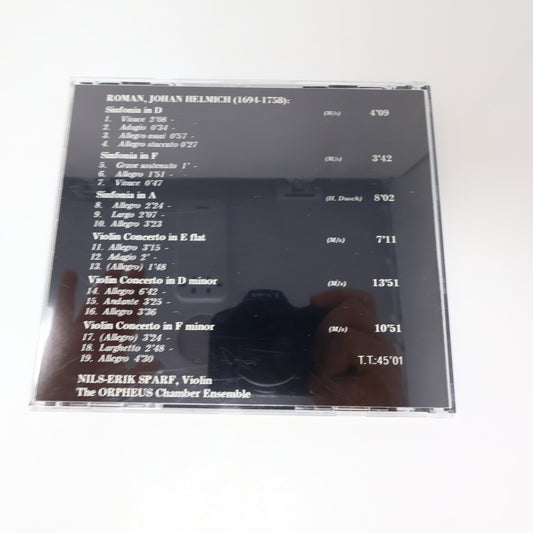 ROMAN, JOHAN HELMICH (1694-1758):
Sinfonia in D (M/s) 4'09
1. Vivace 2'08 -
2. Adagio 0'34 -
3. Allegro assai 0'57 -
4. Allegro staccato 0'27
Sinfonia in F (M/s) 3'42
5. Grave sostenuto 1' -
6. Allegro 1'51 -
7. Vivace 0'47
Sinfonia in A (H. Busch) 8'02
8. Allegro 2'24 -
9. Largo 2'07 -
10. Allegro 3'23
Violin Concerto in E flat (M/s) 7'11
11. Allegro 3'15 -
12. Adagio 2' -
13. (Allegro) 1'48
Violin Concerto in D minor (M/s) 13'51
14. Allegro 6'42 -
15. Andante 3'25 -
16. Allegro 3'36
Violin Concerto in F minor (M/s) 10'51
17. (Allegro) 3'24 -
18. Larghetto 2'48 -
19. Allegro 4'30
T.T.:45'01
NILS-ERIK SPARF, Violin
The ORPHEUS Chamber Ensemble